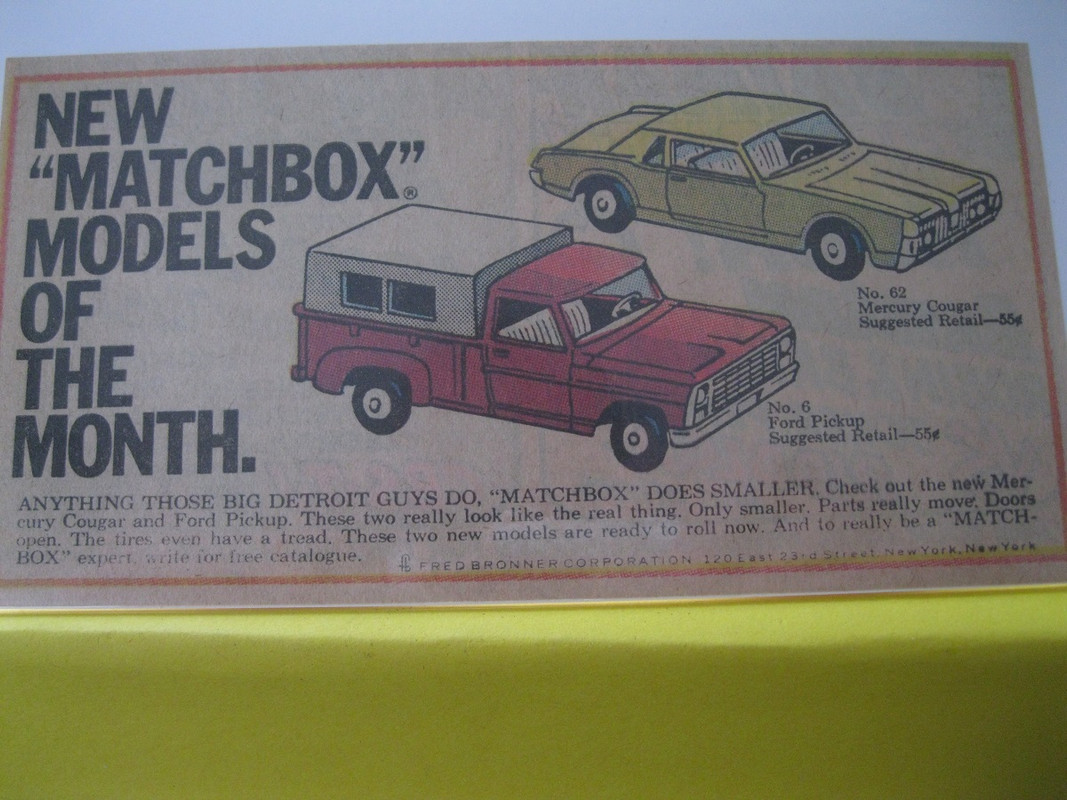 NEW
“MATCHBOX”®
MODELS
OF
THE
MONTH.
No. 62
Mercury Cougar
Suggested Retail—55¢
No. 6
Ford Pickup
Suggested Retail—55¢
ANYTHING THOSE BIG DETROIT GUYS DO, “MATCHBOX” DOES SMALLER. Check out the new Mer-
cury Cougar and Ford Pickup. These two really look like the real thing. Only smaller. Parts really move. Doors
open. The tires even have a tread. These two new models are ready to roll now. And to really be a “MATCH-
BOX” expert, write for free catalogue. FRED BRONNER CORPORATION 120 East 23rd Street, New York, New York